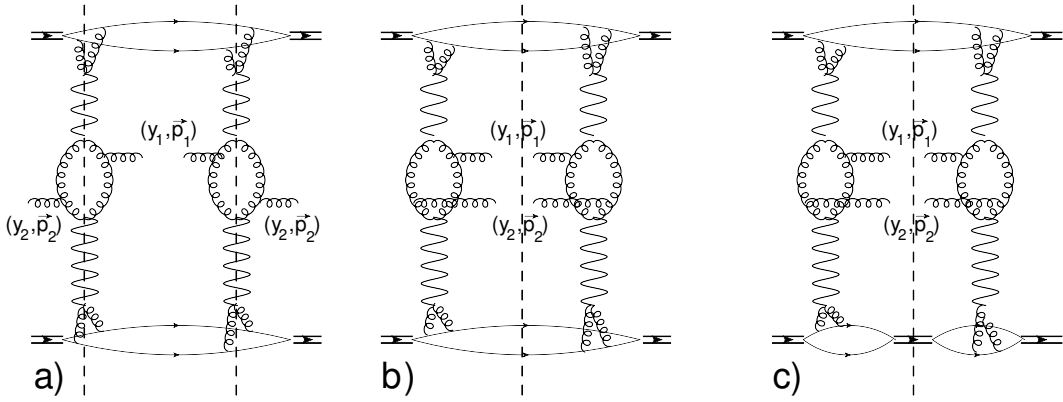 (y₁,p⃗₁) (y₁,p⃗₁) (y₁,p⃗₁)
(y₂,p⃗₂) (y₂,p⃗₂) (y₂,p⃗₂) (y₂,p⃗₂)
a) b) c)